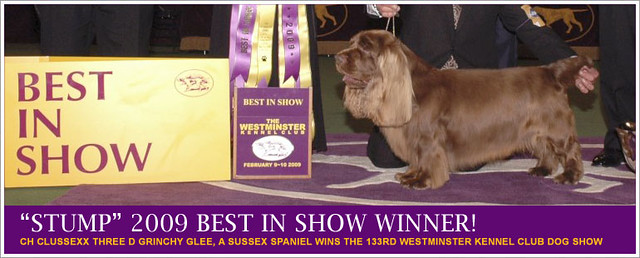 BEST
IN
SHOW
BEST IN SHOW
THE
WESTMINSTER
KENNEL CLUB
FEBRUARY 9-10 2009
"STUMP" 2009 BEST IN SHOW WINNER!
CH CLUSSEXX THREE D GRINCHY GLEE, A SUSSEX SPANIEL WINS THE 133RD WESTMINSTER KENNEL CLUB DOG SHOW